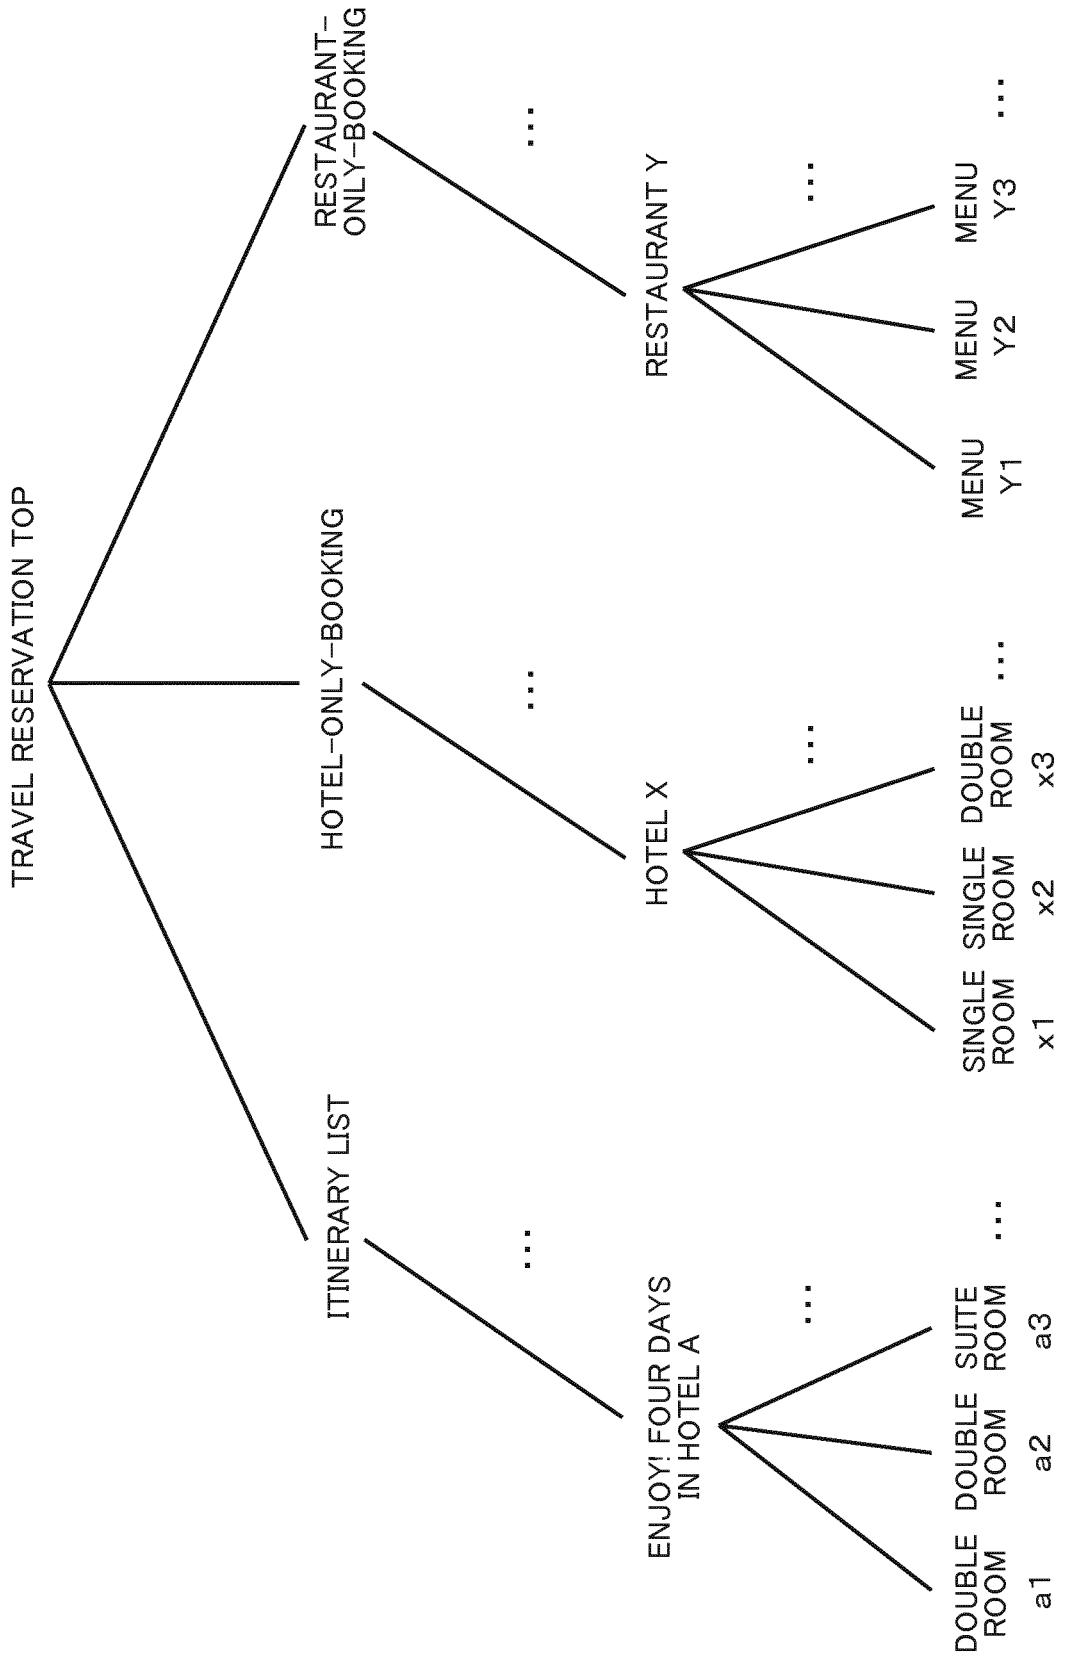 TRAVEL RESERVATION TOP
ITINERARY LIST
HOTEL-ONLY-BOOKING
RESTAURANT-
ONLY-BOOKING
...
...
...
ENJOY! FOUR DAYS
IN HOTEL A
HOTEL X
RESTAURANT Y
...
...
...
DOUBLE
ROOM
a1
DOUBLE
ROOM
a2
SUITE
ROOM
a3
...
SINGLE
ROOM
x1
SINGLE
ROOM
x2
DOUBLE
ROOM
x3
...
MENU
Y1
MENU
Y2
MENU
Y3
...